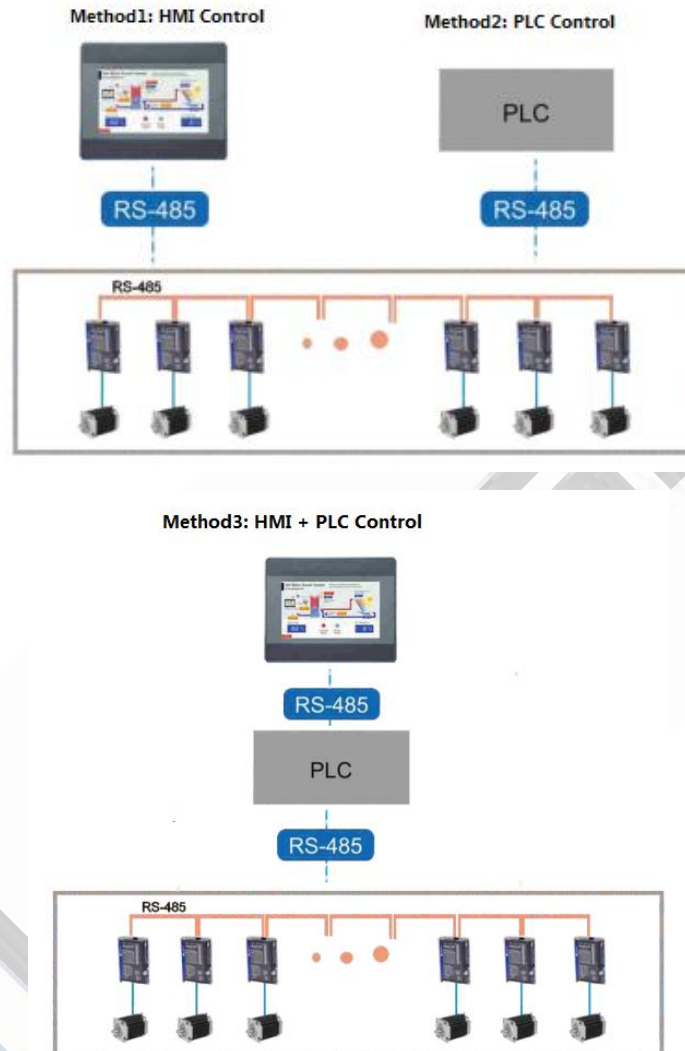 Method1: HMI Control
Method2: PLC Control
PLC
RS-485
RS-485
RS-485
Method3: HMI + PLC Control
RS-485
PLC
RS-485
RS-485